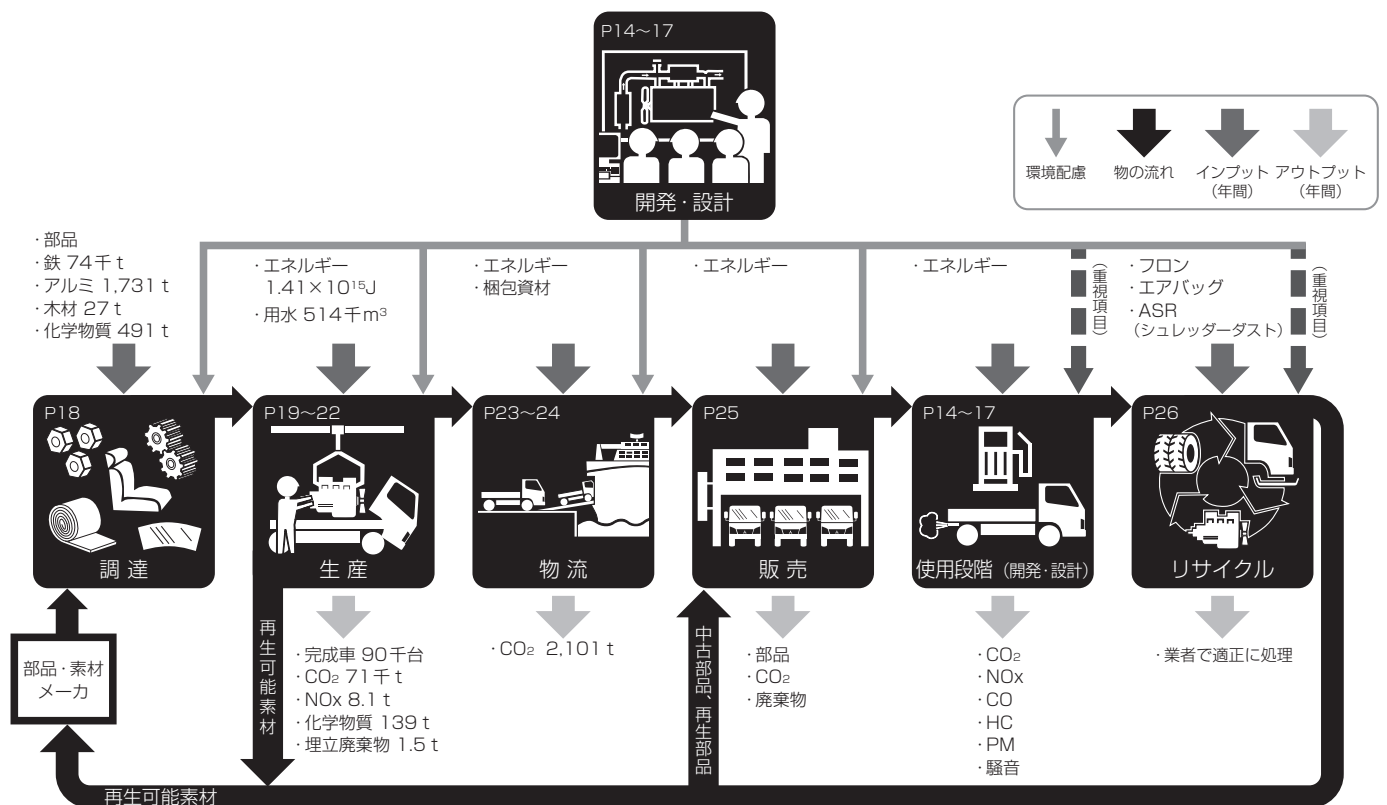 P14〜17
開発・設計
環境配慮
物の流れ
インプット
(年間)
アウトプット
(年間)
・部品
・鉄 74千t
・アルミ 1,731t
・木材 27t
・化学物質 491t
・エネルギー
1.41×10¹⁵J
・用水 514千m³
・エネルギー
・梱包資材
・エネルギー
・エネルギー
(重視項目)
・フロン
・エアバッグ
・ASR
(シュレッダーダスト)
(重視項目)
P18
調達
P19〜22
生産
P23〜24
物流
P25
販売
P14〜17
使用段階(開発・設計)
P26
リサイクル
部品・素材
メーカ
再生可能素材
・完成車 90千台
・CO₂ 71千t
・NOx 8.1t
・化学物質 139t
・埋立廃棄物 1.5t
・CO₂ 2,101t
中古部品、再生部品
・部品
・CO₂
・廃棄物
・CO₂
・NOx
・CO
・HC
・PM
・騒音
・業者で適正に処理
再生可能素材